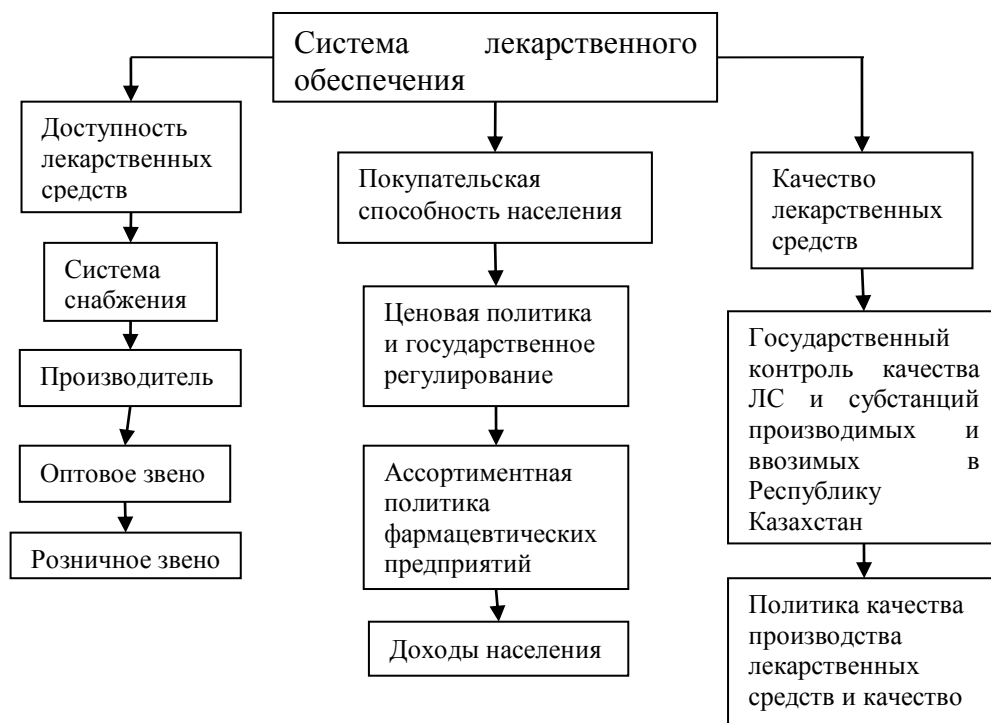 Система лекарственного
обеспечения
Доступность
лекарственных
средств
Система
снабжения
Производитель
Оптовое звено
Розничное звено
Покупательская
способность населения
Ценовая политика
и государственное
регулирование
Ассортиментная
политика
фармацевтических
предприятий
Доходы населения
Качество
лекарственных
средств
Государственный
контроль качества
ЛС и субстанций
производимых и
ввозимых в
Республику
Казахстан
Политика качества
производства
лекарственных
средств и качество